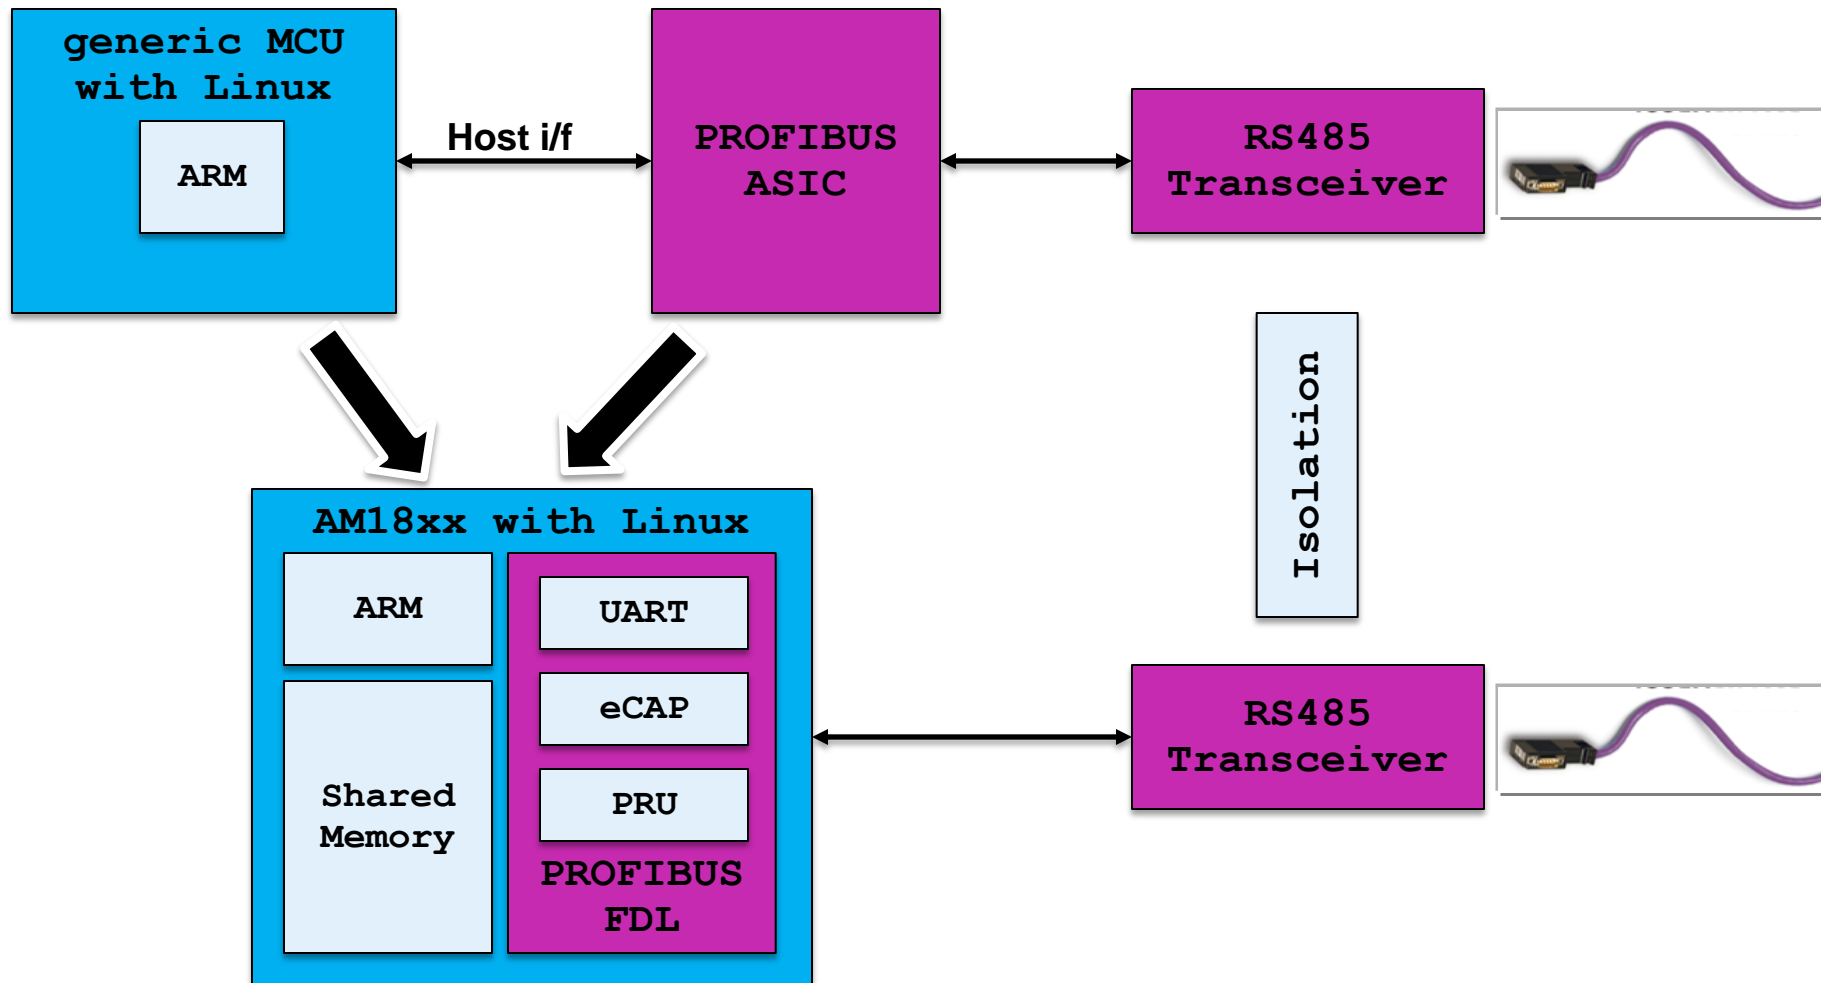 generic MCU
with Linux
ARM
Host i/f
PROFIBUS
ASIC
RS485
Transceiver
Isolation
AM18xx with Linux
ARM
Shared
Memory
UART
eCAP
PRU
PROFIBUS
FDL
RS485
Transceiver